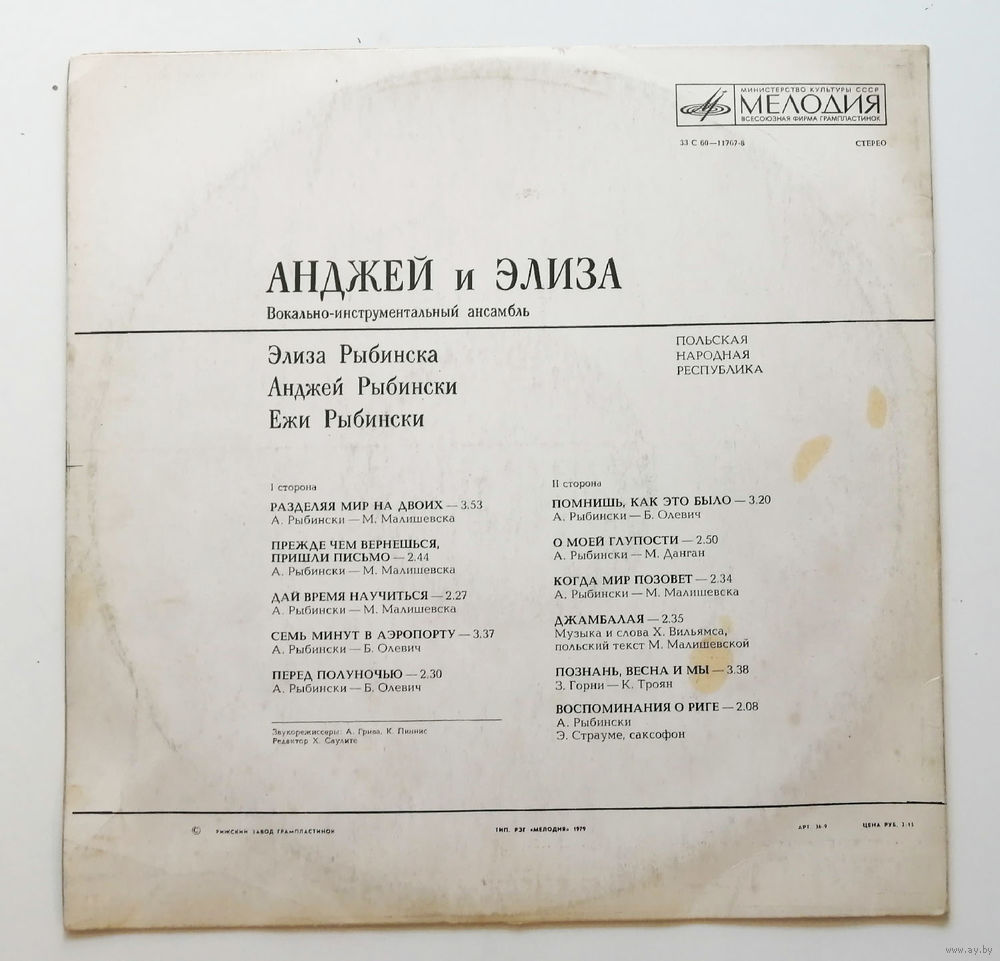 МИНИСТЕРСТВО КУЛЬТУРЫ СССР
МЕЛОДИЯ
ВСЕСОЮЗНАЯ ФИРМА ГРАМПЛАСТИНОК
33 С 60—11767-8 СТЕРЕО
АНДЖЕЙ и ЭЛИЗА
Вокально-инструментальный ансамбль
Элиза Рыбинска
Анджей Рыбински
Ежи Рыбински
ПОЛЬСКАЯ
НАРОДНАЯ
РЕСПУБЛИКА
I сторона
РАЗДЕЛЯЯ МИР НА ДВОИХ — 3.53
А. Рыбински — М. Малишевска
ПРЕЖДЕ ЧЕМ ВЕРНЕШЬСЯ,
ПРИШЛИ ПИСЬМО — 2.44
А. Рыбински — М. Малишевска
ДАЙ ВРЕМЯ НАУЧИТЬСЯ — 2.27
А. Рыбински — М. Малишевска
СЕМЬ МИНУТ В АЭРОПОРТУ — 3.37
А. Рыбински — Б. Олевич
ПЕРЕД ПОЛУНОЧЬЮ — 2.30
А. Рыбински — Б. Олевич
Звукорежиссеры: А. Грива, К. Пиннис
Редактор Х. Саулите
II сторона
ПОМНИШЬ, КАК ЭТО БЫЛО — 3.20
А. Рыбински — Б. Олевич
О МОЕЙ ГЛУПОСТИ — 2.50
А. Рыбински — М. Данган
КОГДА МИР ПОЗОВЕТ — 2.34
А. Рыбински — М. Малишевска
ДЖАМБАЛАЯ — 2.35
Музыка и слова Х. Вильямса,
польский текст М. Малишевской
ПОЗНАНЬ, ВЕСНА И МЫ — 3.38
З. Горни — К. Троян
ВОСПОМИНАНИЯ О РИГЕ — 2.08
А. Рыбински
Э. Страуме, саксофон
© РИЖСКИЙ ЗАВОД ГРАМПЛАСТИНОК ТИП. РЗГ «МЕЛОДИЯ» 1979 АРТ. 36-9 ЦЕНА РУБ.
www.ay.by